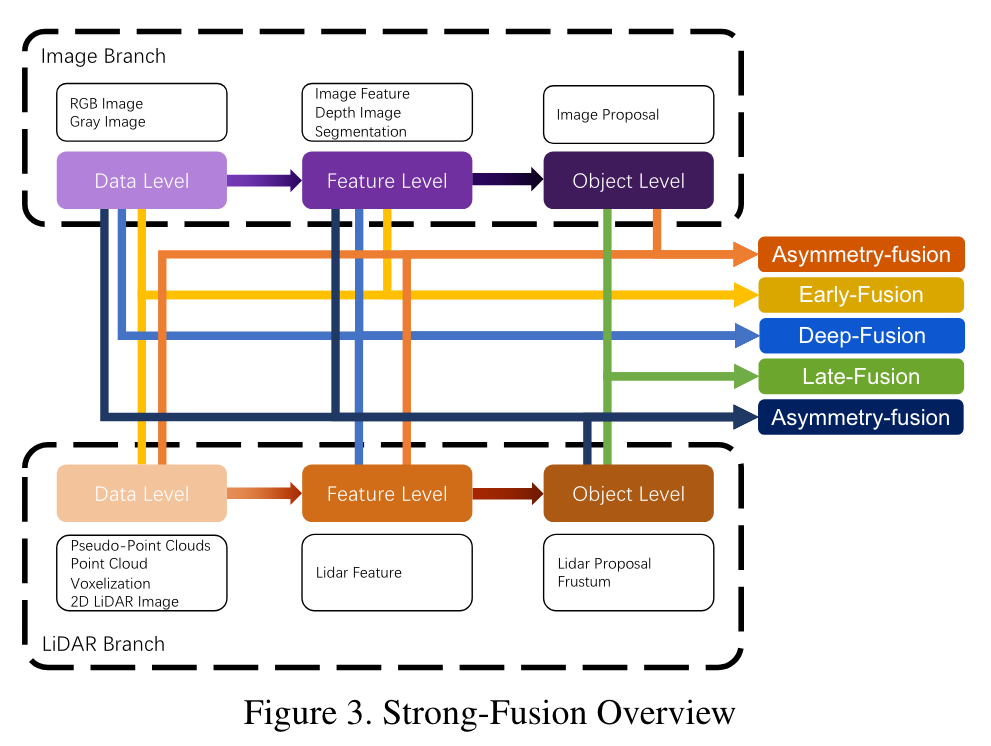 Image Branch
RGB Image
Gray Image
Image Feature
Depth Image
Segmentation
Image Proposal
Data Level
Feature Level
Object Level
Asymmetry-fusion
Early-Fusion
Deep-Fusion
Late-Fusion
Asymmetry-fusion
Data Level
Feature Level
Object Level
Pseudo-Point Clouds
Point Cloud
Voxelization
2D LiDAR Image
Lidar Feature
Lidar Proposal
Frustum
LiDAR Branch
Figure 3. Strong-Fusion Overview